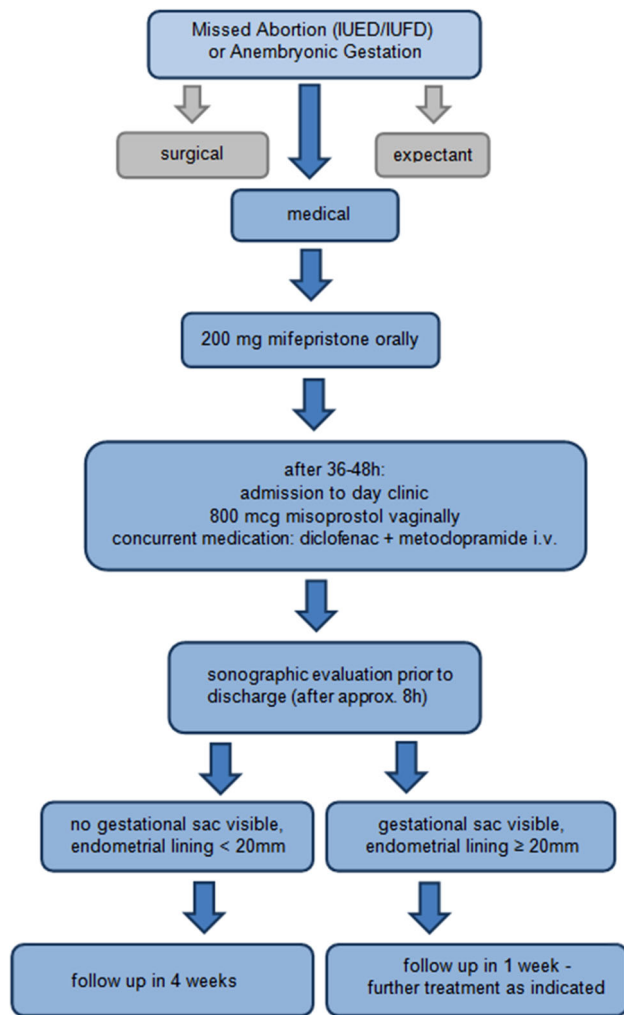 Missed Abortion (IUED/IUFD)
or Anembryonic Gestation
surgical
expectant
medical
200 mg mifepristone orally
after 36-48h:
admission to day clinic
800 mcg misoprostol vaginally
concurrent medication: diclofenac + metoclopramide i.v.
sonographic evaluation prior to
discharge (after approx. 8h)
no gestational sac visible,
endometrial lining < 20mm
gestational sac visible,
endometrial lining ≥ 20mm
follow up in 4 weeks
follow up in 1 week -
further treatment as indicated